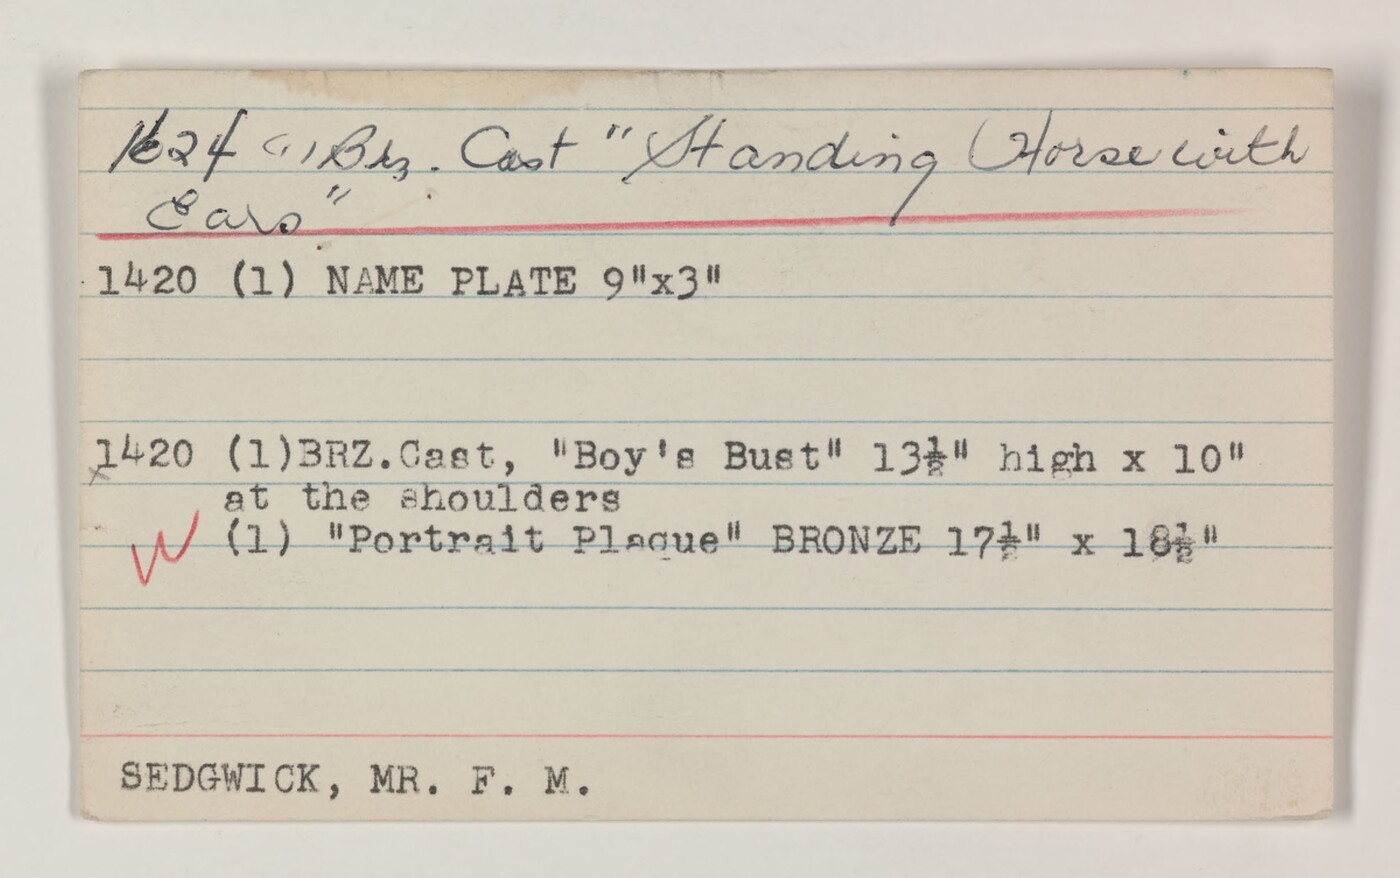 1624 (1) Brz. Cast "Standing Horse with
Ears"
1420 (1) NAME PLATE 9"x3"
1420 (1)BRZ.Cast, "Boy's Bust" 13½" high x 10"
at the shoulders
(1) "Portrait Plaque" BRONZE 17½" x 18½"
SEDGWICK, MR. F. M.